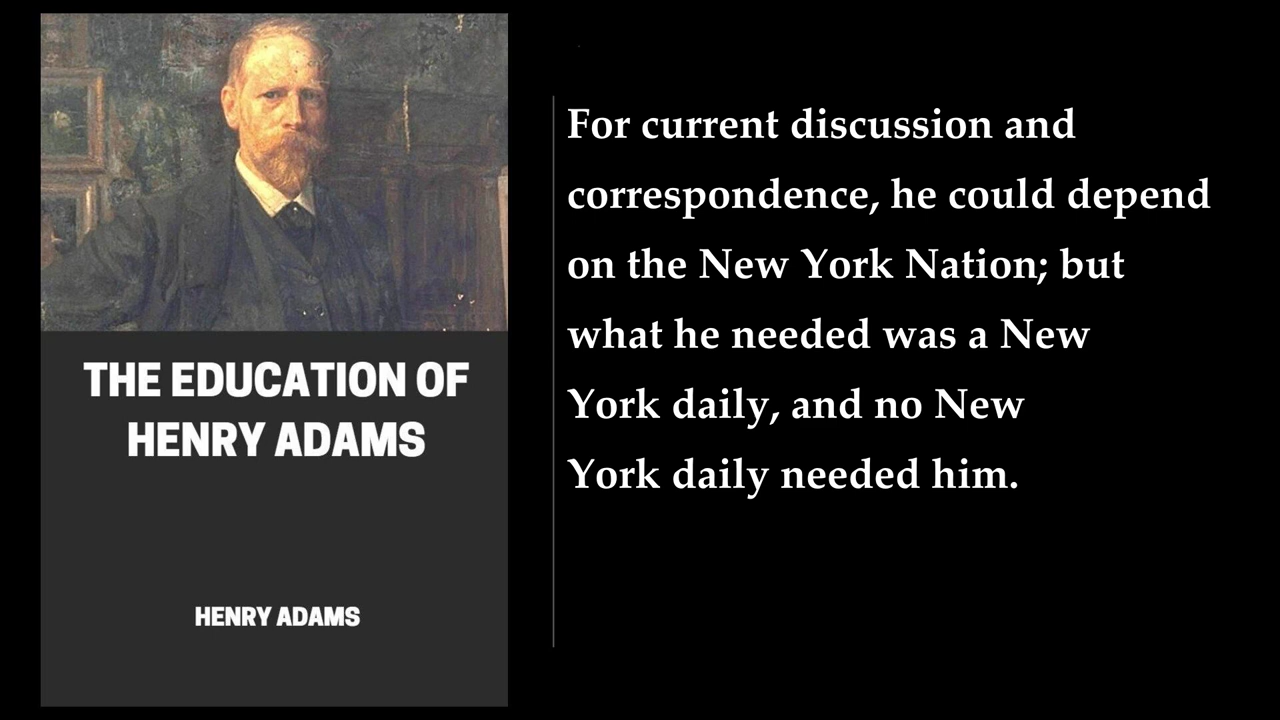 THE EDUCATION OF
HENRY ADAMS
HENRY ADAMS
For current discussion and
correspondence, he could depend
on the New York Nation; but
what he needed was a New
York daily, and no New
York daily needed him.